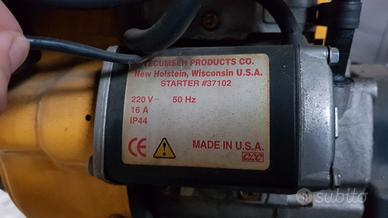 TECUMSEH PRODUCTS CO.
New Holstein, Wisconsin U.S.A.
STARTER #37102
220 V~ 50 Hz
16 A
IP44
CE
MADE IN U.S.A.
subito